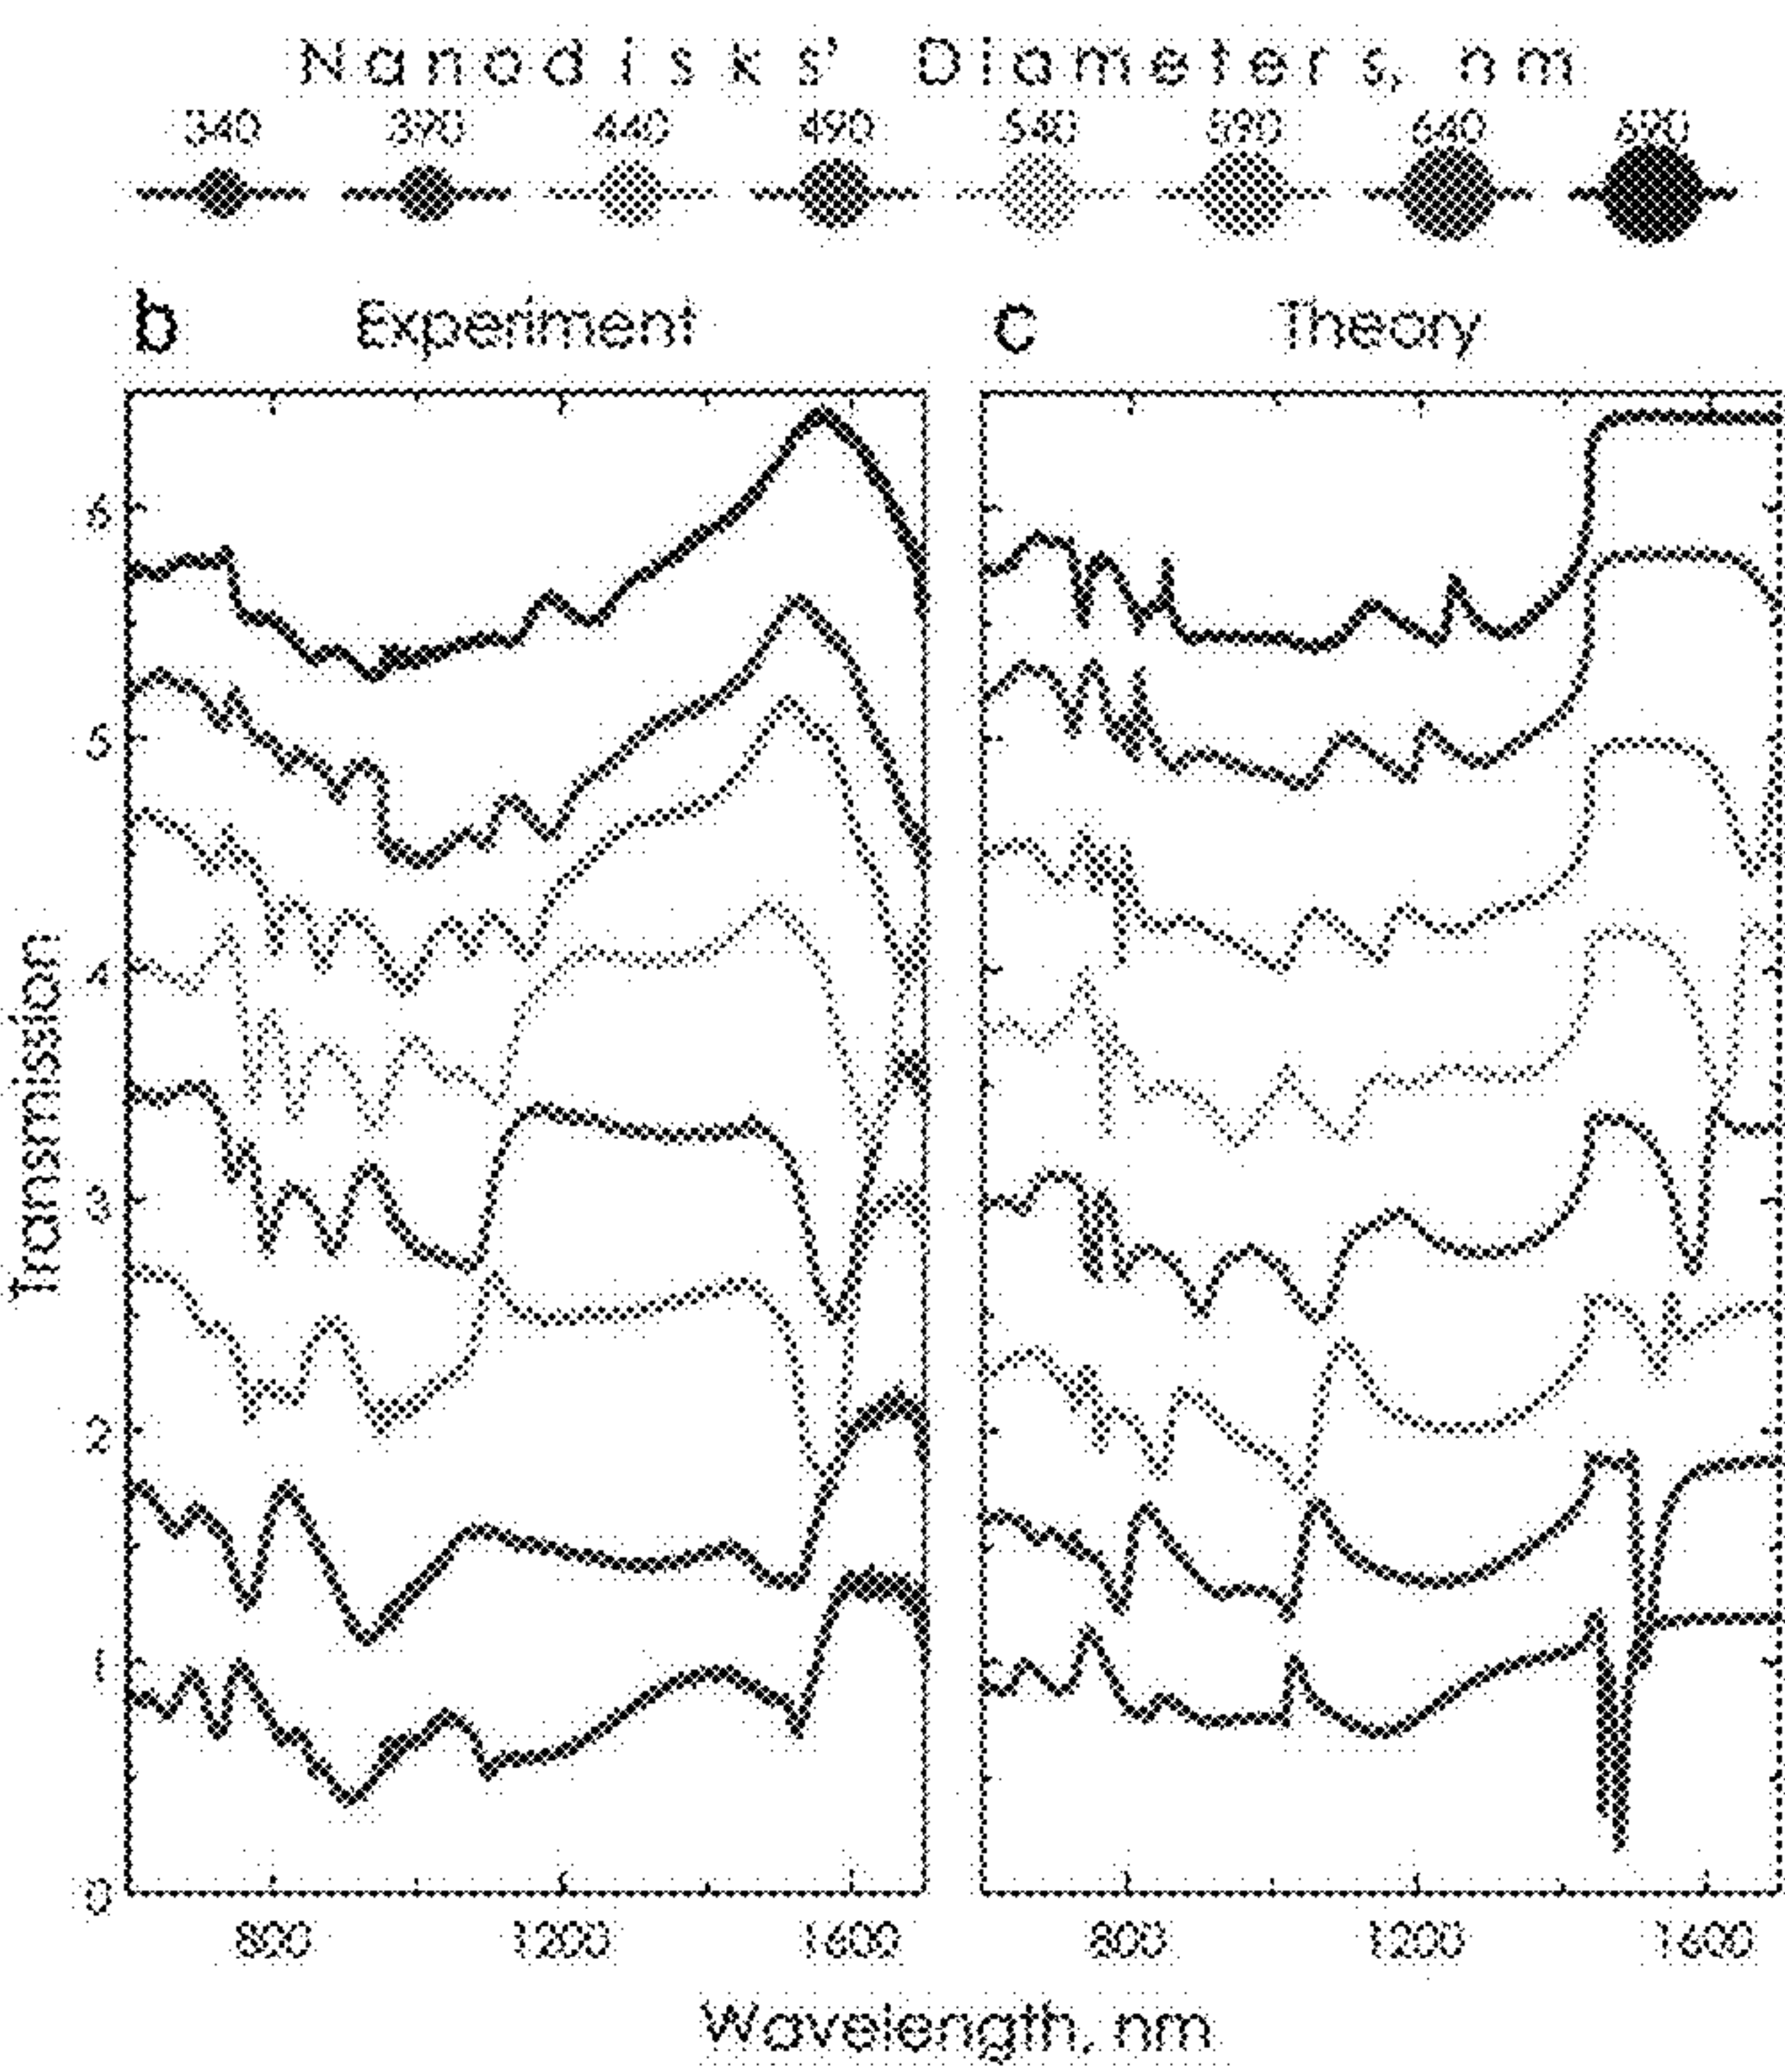 Nanodisks' Diameters, nm
340 390 440 490 540 590 640 690
b Experiment c Theory
6
5
4
3
2
1
0
Transmission
800 1200 1600 800 1200 1600
Wavelength, nm